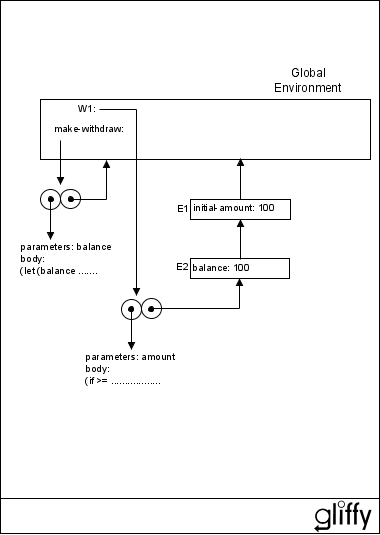 Global
Environment
W1:
make-withdraw:
E1 initial-amount: 100
parameters: balance
body:
(let (balance .......
E2 balance: 100
parameters: amount
body:
(if >= ..................
gliffy